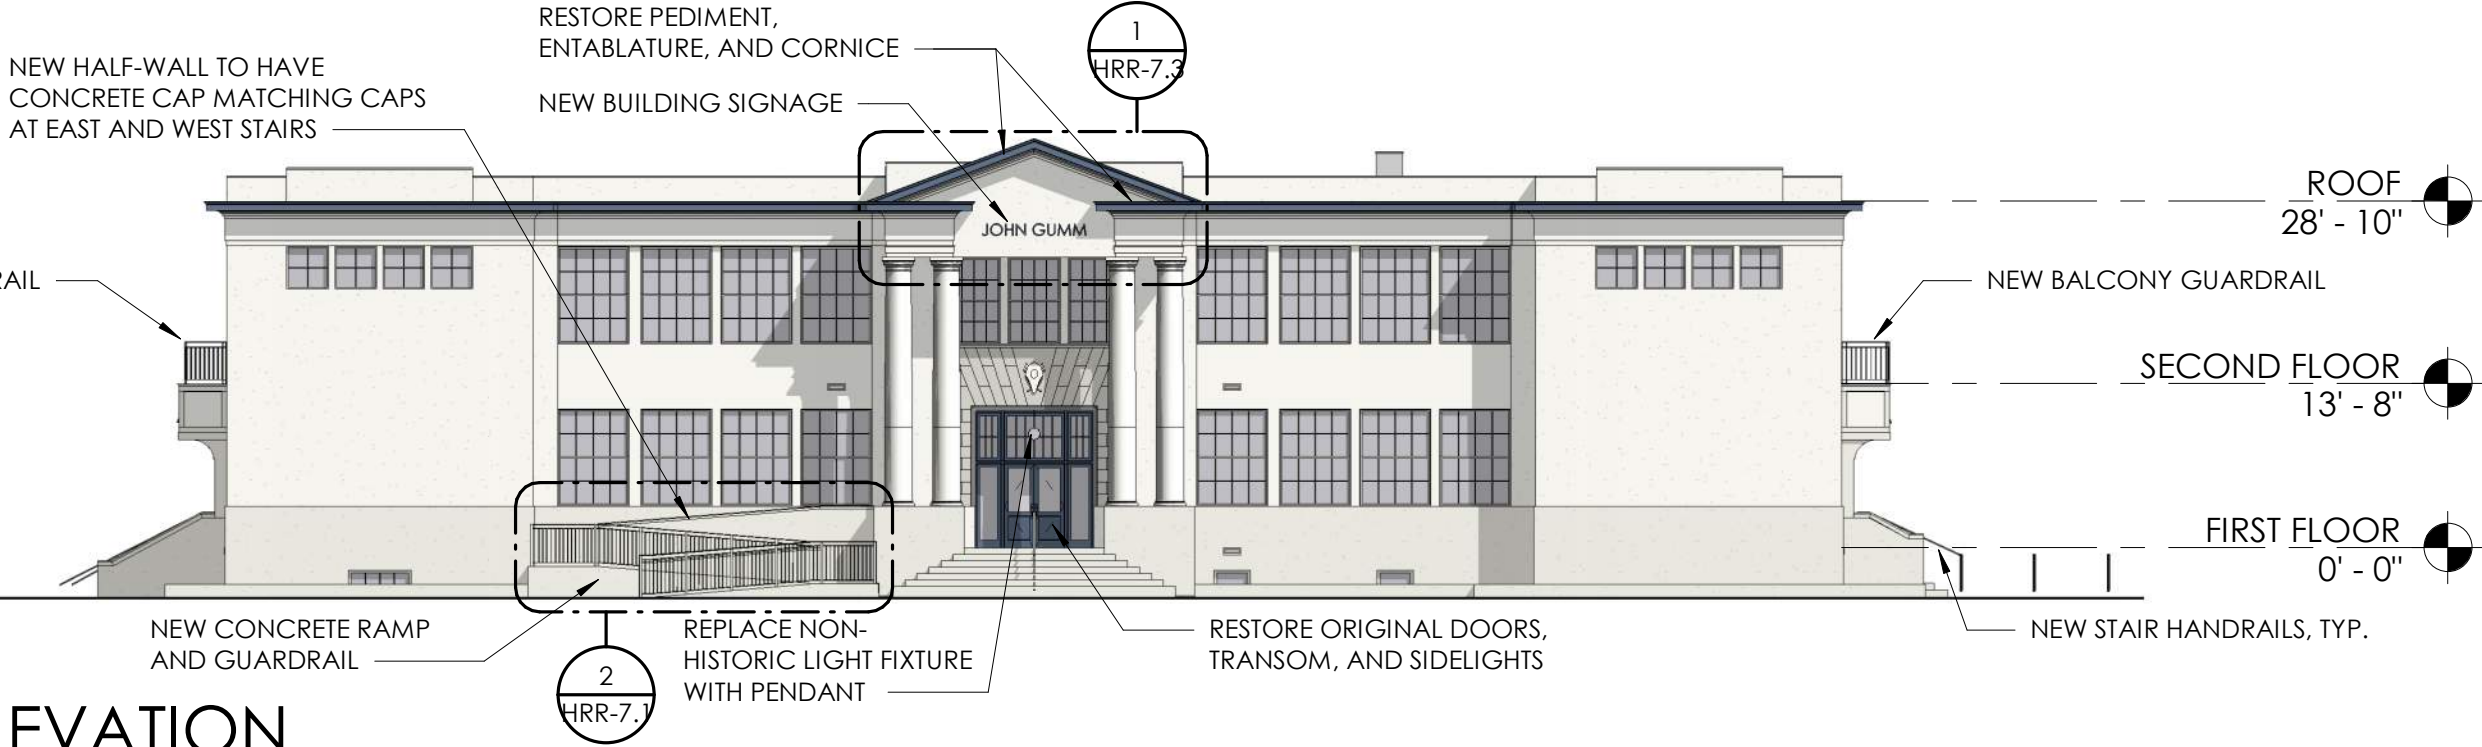 RESTORE PEDIMENT,
ENTABLATURE, AND CORNICE
1
HRR-7.3
NEW HALF-WALL TO HAVE
CONCRETE CAP MATCHING CAPS
AT EAST AND WEST STAIRS
NEW BUILDING SIGNAGE
JOHN GUMM
ROOF
28' - 10"
RAIL
NEW BALCONY GUARDRAIL
SECOND FLOOR
13' - 8"
FIRST FLOOR
0' - 0"
NEW CONCRETE RAMP
AND GUARDRAIL
2
HRR-7.1
REPLACE NON-
HISTORIC LIGHT FIXTURE
WITH PENDANT
RESTORE ORIGINAL DOORS,
TRANSOM, AND SIDELIGHTS
NEW STAIR HANDRAILS, TYP.
EVATION